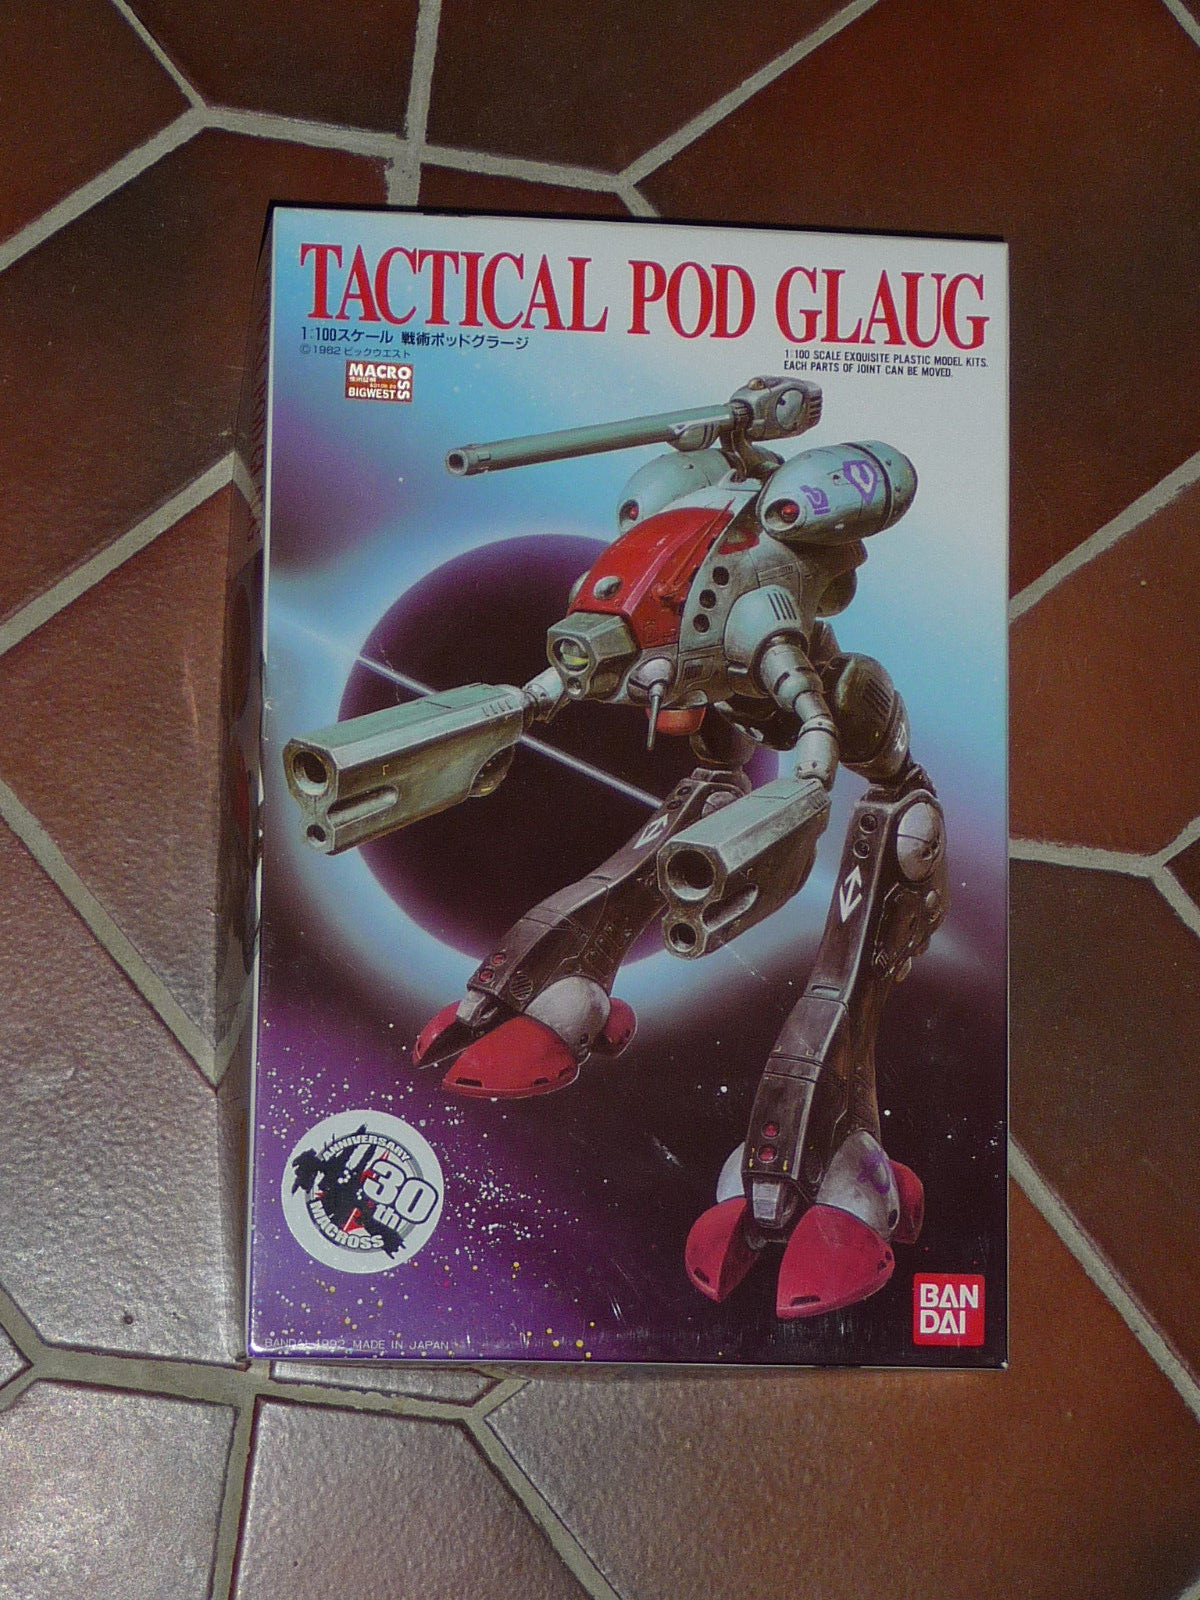 TACTICAL POD GLAUG
1:100スケール 戦術ポッドグラージ
©1982 ビックウエスト
1:100 SCALE EXQUISITE PLASTIC MODEL KITS.
EACH PARTS OF JOINT CAN BE MOVED.
MACROSS
BIGWEST
ANNIVERSARY
30th
MACROSS
BAN
DAI
BANDAI 1992 MADE IN JAPAN